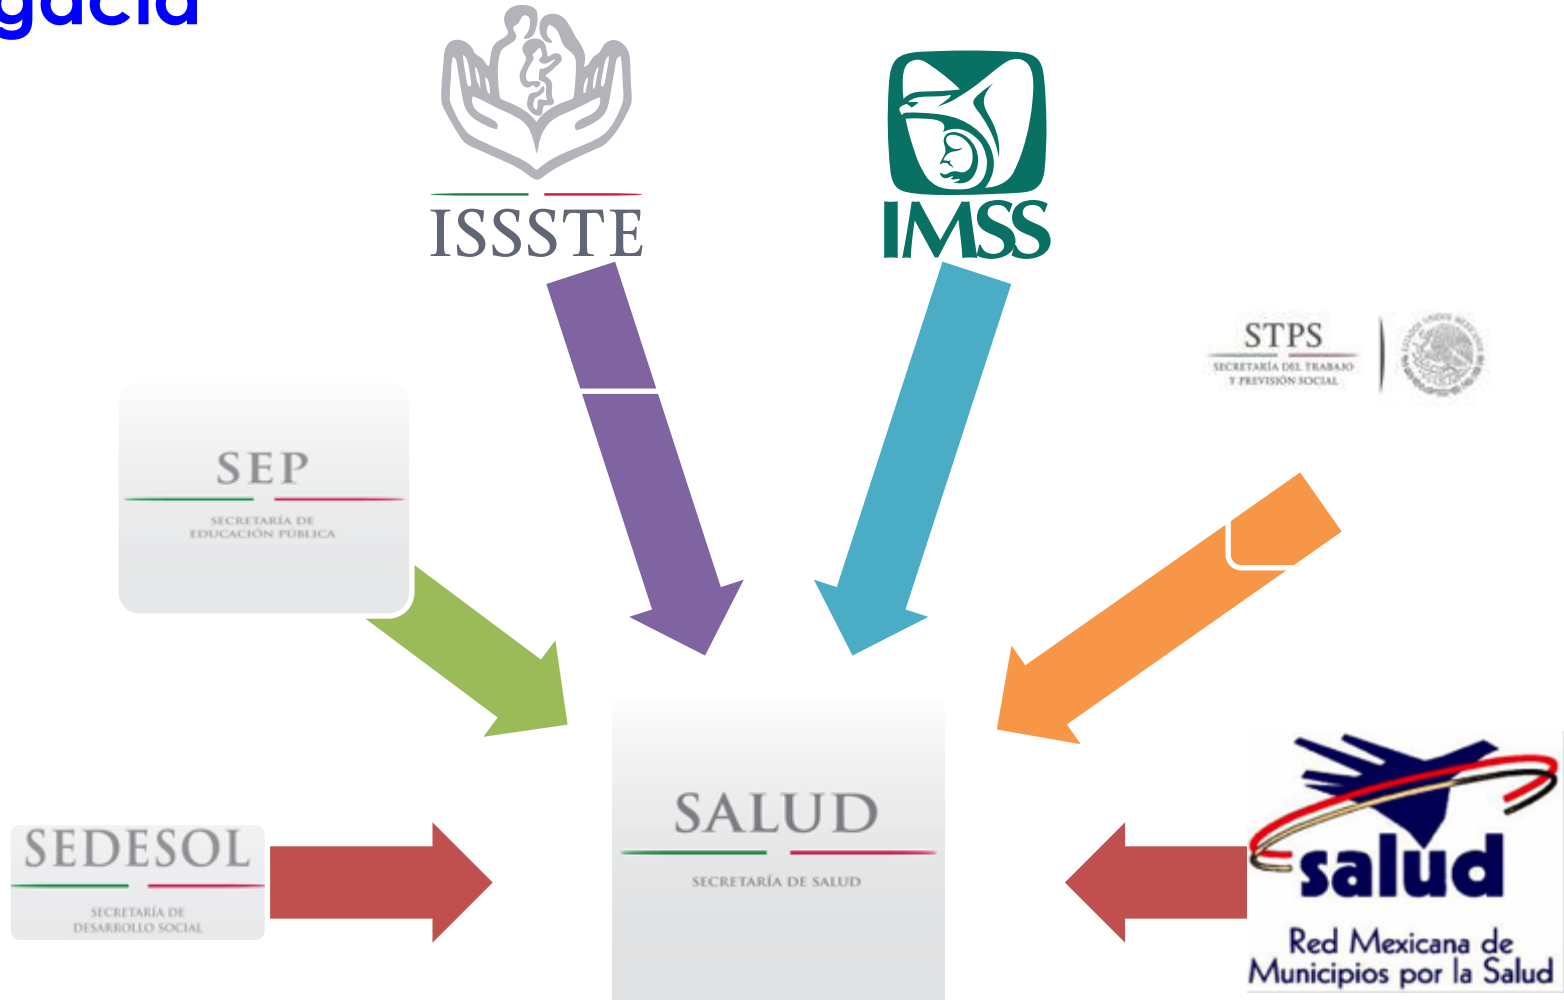 ISSSTE
IMSS
STPS
SECRETARÍA DEL TRABAJO
Y PREVISIÓN SOCIAL
SEP
SECRETARÍA DE
EDUCACIÓN PÚBLICA
SEDESOL
SECRETARÍA DE
DESARROLLO SOCIAL
SALUD
SECRETARÍA DE SALUD
salud
Red Mexicana de
Municipios por la Salud